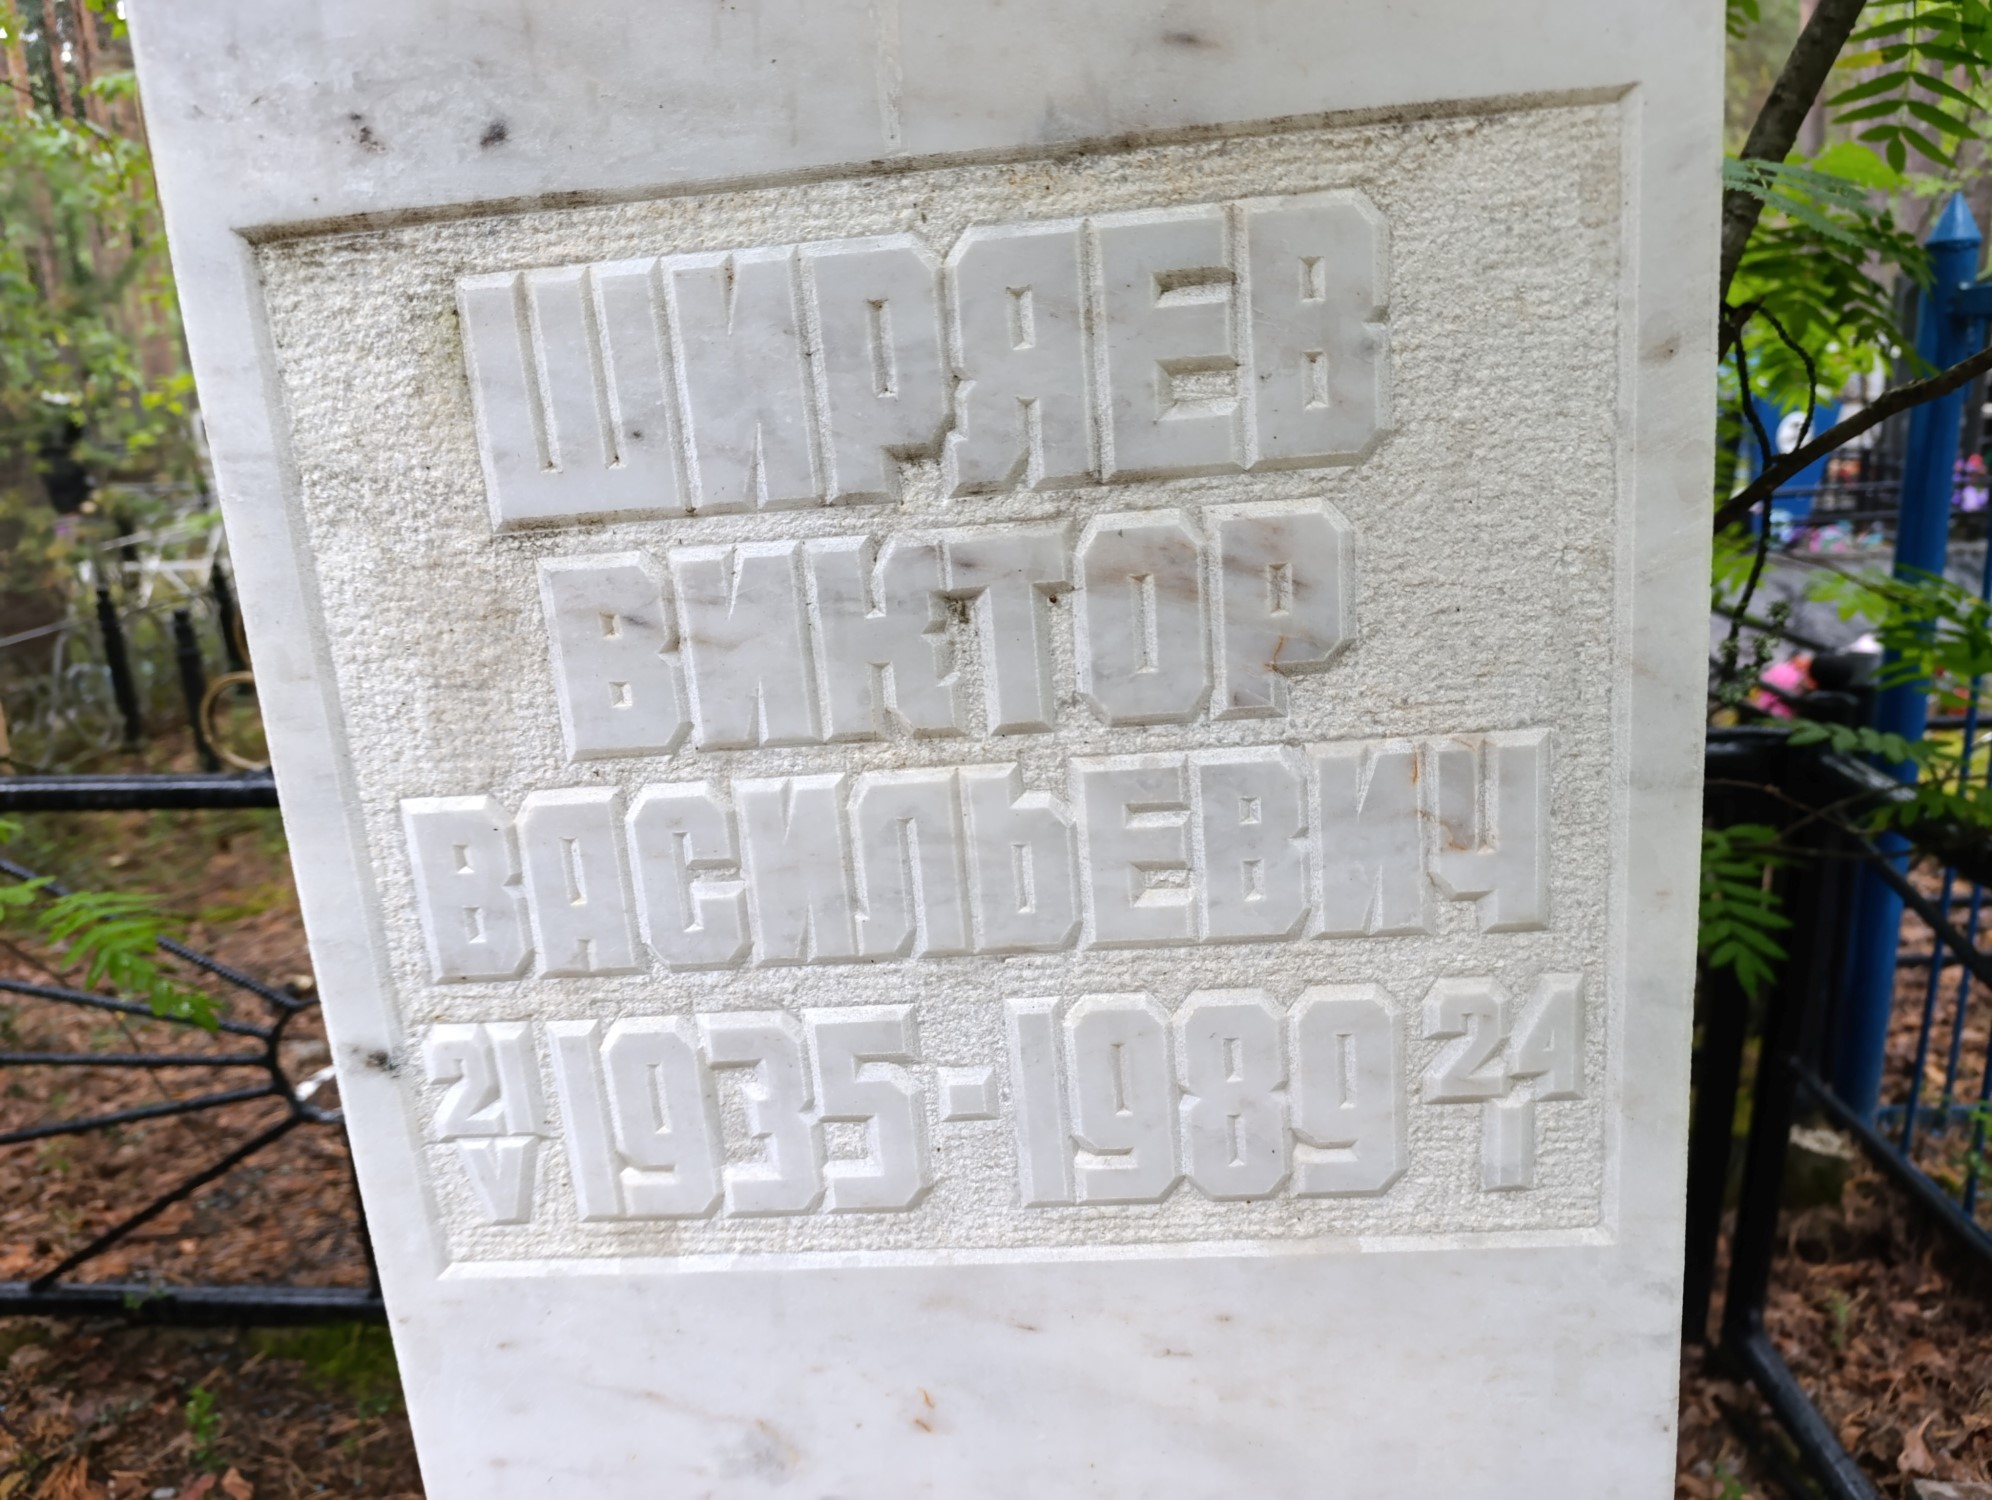 ШИРЯЕВ
ВИКТОР
ВАСИЛЬЕВИЧ
21 V 1935-1989 24 I